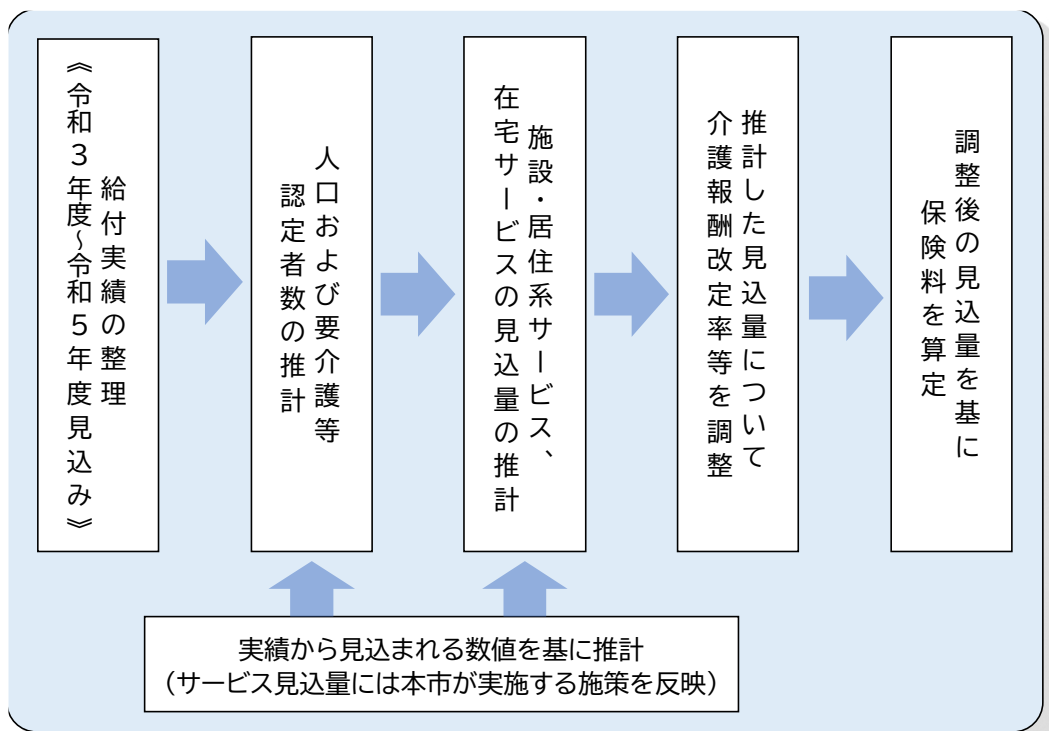 給付実績の整理
《令和３年度～令和５年度見込み》
人口および要介護等
認定者数の推計
施設・居住系サービス、
在宅サービスの見込量の推計
推計した見込量について
介護報酬改定率等を調整
調整後の見込量を基に
保険料を算定
実績から見込まれる数値を基に推計
（サービス見込量には本市が実施する施策を反映）